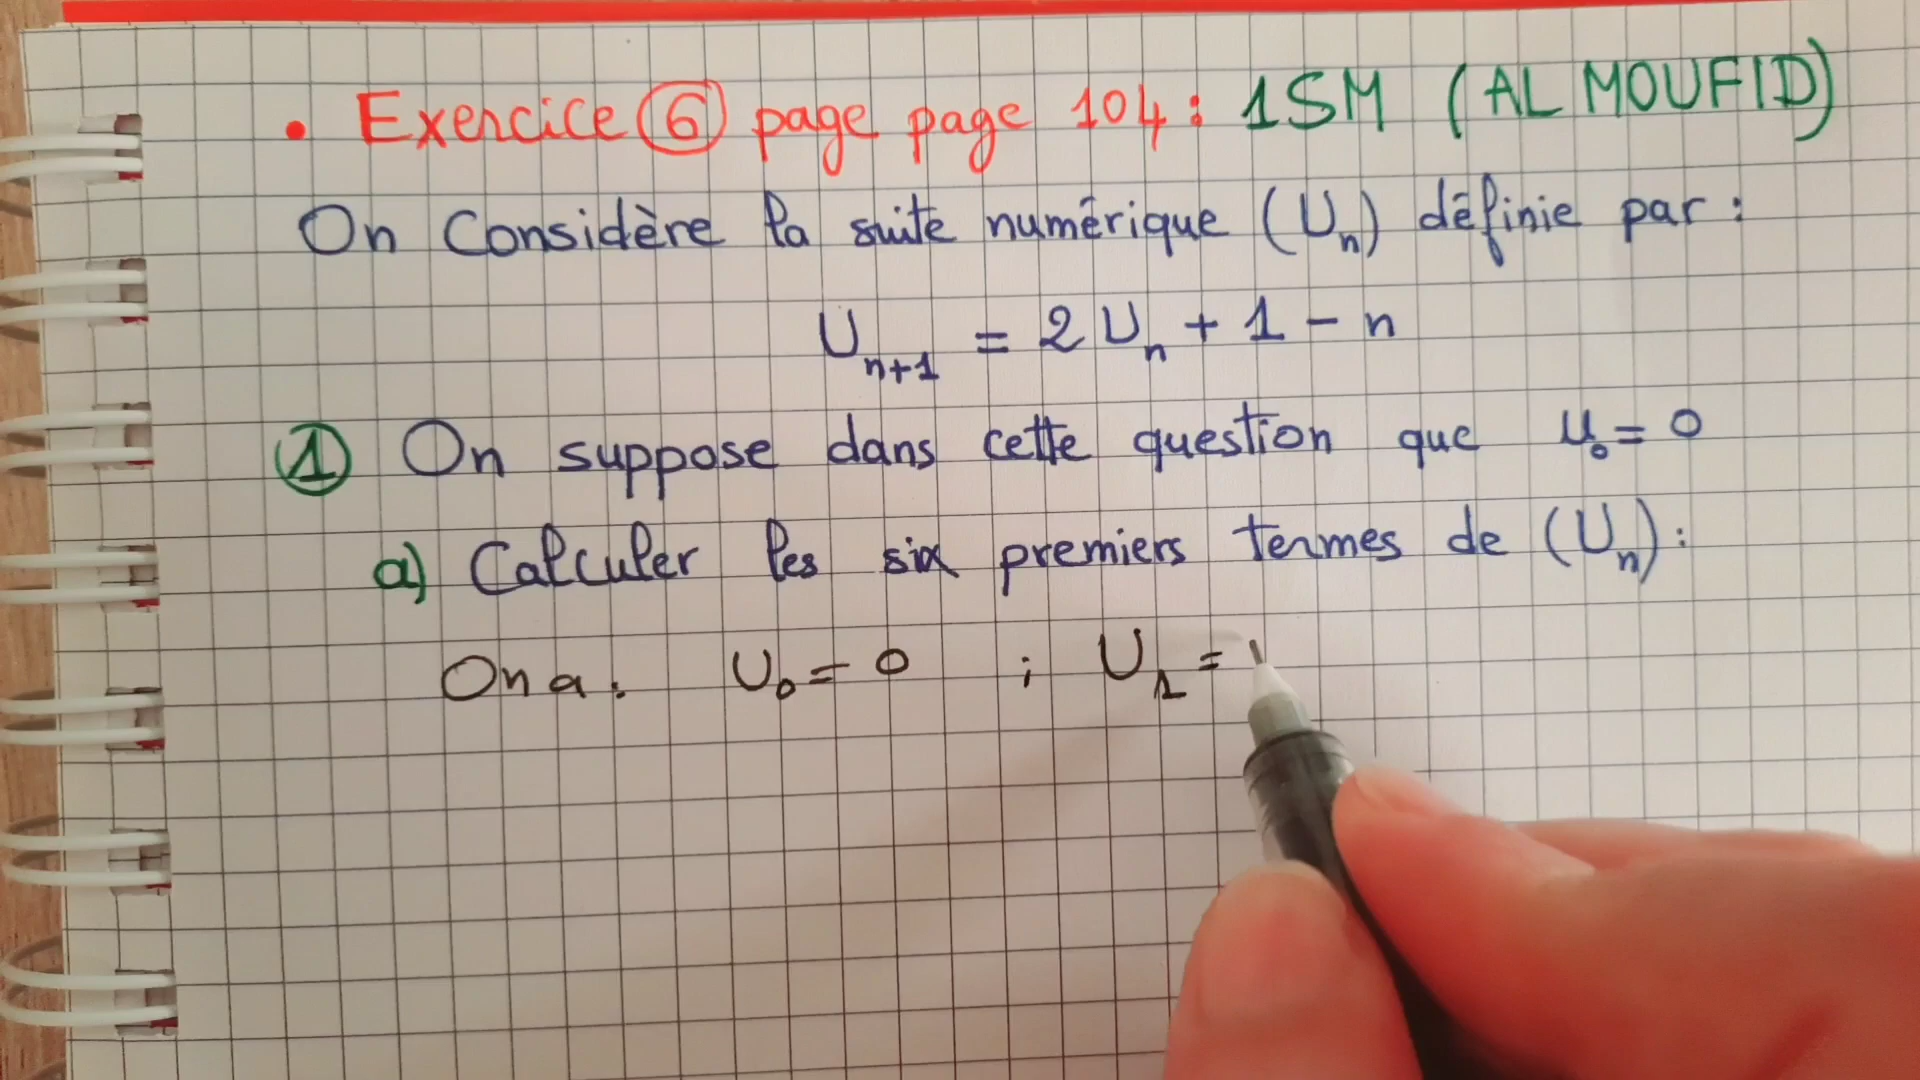 • Exercice 6 page page 104 : 1SM (AL MOUFID)
On Considère la suite numérique (Un) définie par :
Un+1 = 2Un + 1 - n
1 On suppose dans cette question que u0 = 0
a) Calculer les six premiers termes de (Un) :
On a : U0 = 0 ; U1 =